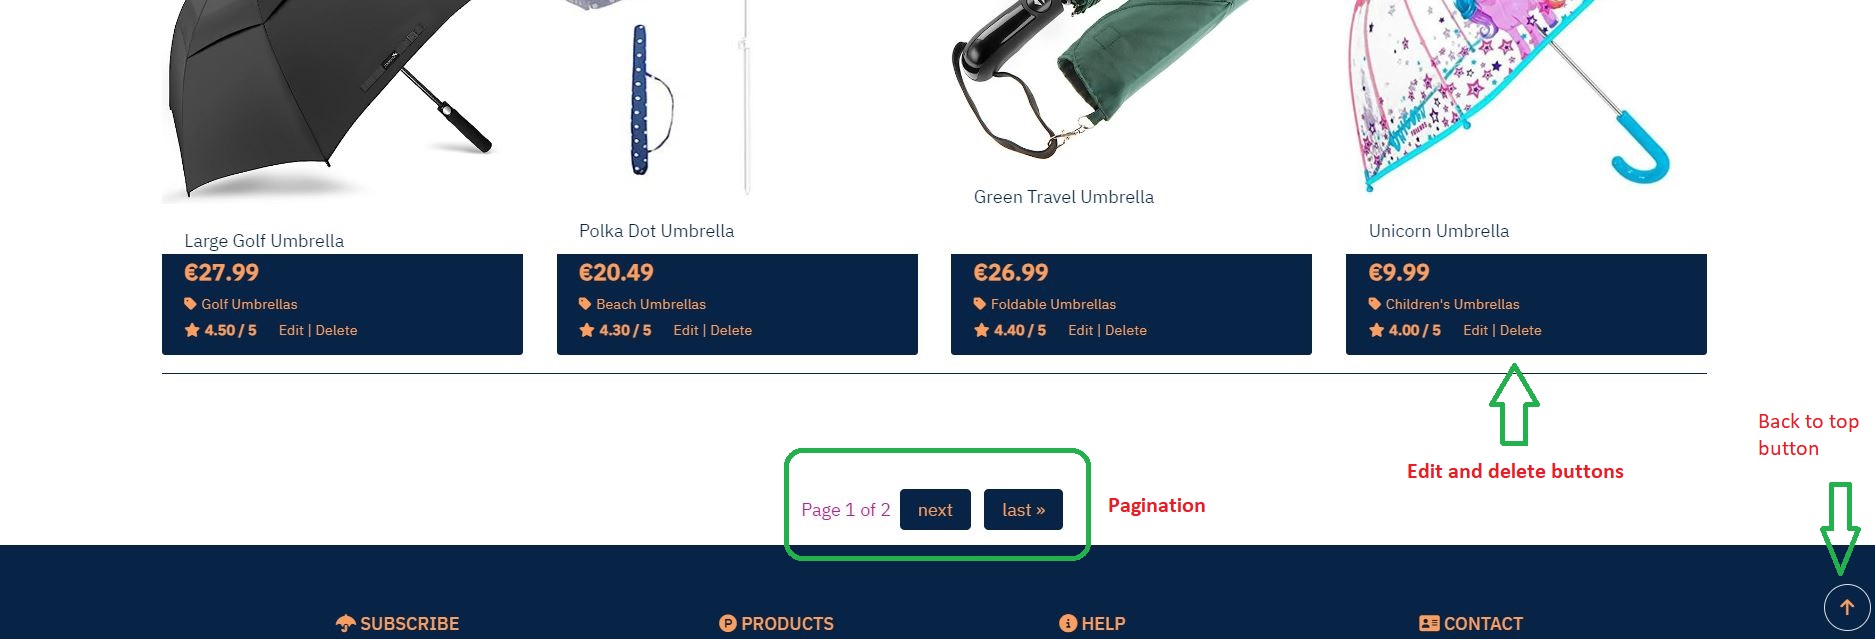 Large Golf Umbrella
€27.99
Golf Umbrellas
4.50 / 5 Edit | Delete
Polka Dot Umbrella
€20.49
Beach Umbrellas
4.30 / 5 Edit | Delete
Green Travel Umbrella
€26.99
Foldable Umbrellas
4.40 / 5 Edit | Delete
Unicorn Umbrella
€9.99
Children's Umbrellas
4.00 / 5 Edit | Delete
Edit and delete buttons
Back to top
button
Page 1 of 2 next last »
Pagination
SUBSCRIBE
PRODUCTS
HELP
CONTACT